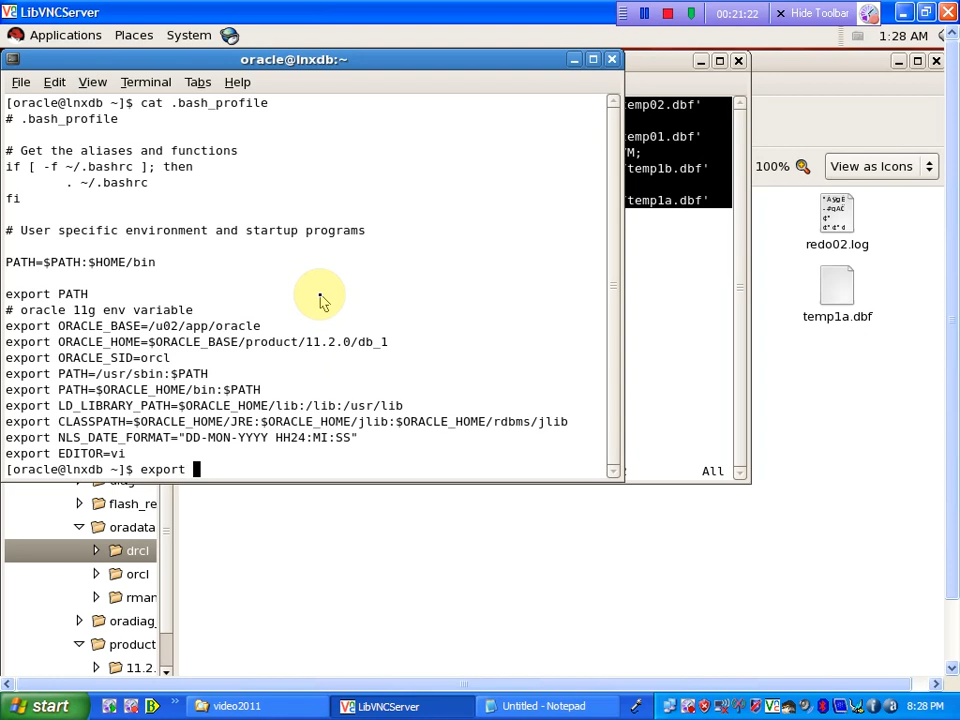 LibVNCServer
00:21:22
Hide Toolbar
Applications Places System
1:28 AM
oracle@lnxdb:~
File Edit View Terminal Tabs Help
[oracle@lnxdb ~]$ cat .bash_profile
# .bash_profile
# Get the aliases and functions
if [ -f ~/.bashrc ]; then
. ~/.bashrc
fi
# User specific environment and startup programs
PATH=$PATH:$HOME/bin
export PATH
# oracle 11g env variable
export ORACLE_BASE=/u02/app/oracle
export ORACLE_HOME=$ORACLE_BASE/product/11.2.0/db_1
export ORACLE_SID=orcl
export PATH=/usr/sbin:$PATH
export PATH=$ORACLE_HOME/bin:$PATH
export LD_LIBRARY_PATH=$ORACLE_HOME/lib:/lib:/usr/lib
export CLASSPATH=$ORACLE_HOME/JRE:$ORACLE_HOME/jlib:$ORACLE_HOME/rdbms/jlib
export NLS_DATE_FORMAT="DD-MON-YYYY HH24:MI:SS"
export EDITOR=vi
[oracle@lnxdb ~]$ export
emp02.dbf'
emp01.dbf'
M;
temp1b.dbf'
temp1a.dbf'
All
100%
View as Icons
redo02.log
temp1a.dbf
flash_re
oradata
drcl
orcl
rman
oradiag_
product
11.2.
start
video2011
LibVNCServer
Untitled - Notepad
8:28 PM